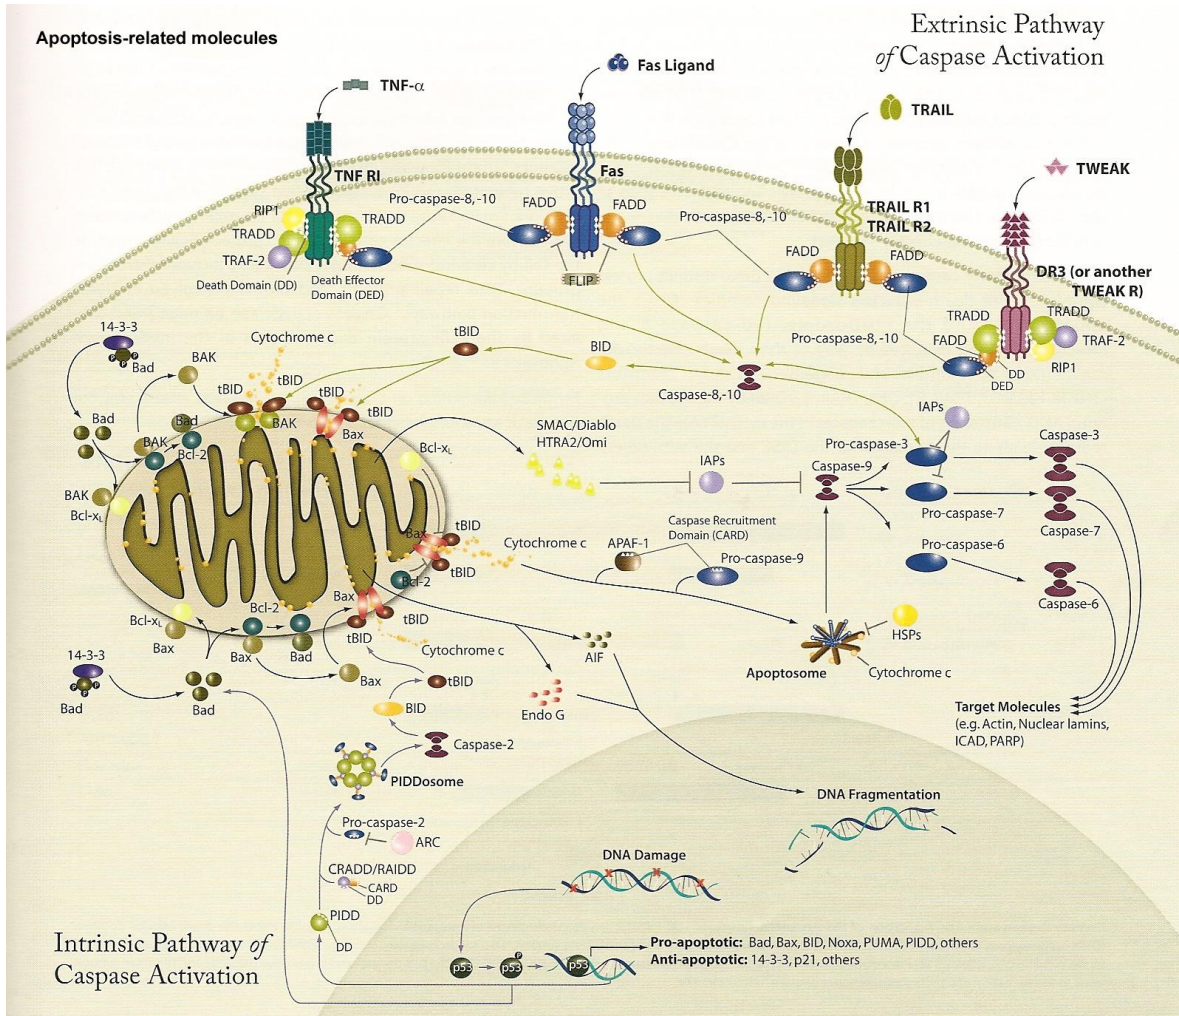 Apoptosis-related molecules
Extrinsic Pathway
of Caspase Activation
TNF-α
Fas Ligand
TRAIL
TWEAK
TNF RI
Fas
TRAIL R1
TRAIL R2
DR3 (or another
TWEAK R)
RIP1
TRADD
TRADD
TRAF-2
Death Domain (DD)
Death Effector
Domain (DED)
Pro-caspase-8,-10
FADD
FADD
FLIP
Pro-caspase-8,-10
FADD
FADD
Pro-caspase-8,-10
TRADD
FADD
TRADD
TRAF-2
RIP1
DD
DED
14-3-3
P
P
P
Bad
BAK
Cytochrome c
tBID
BID
Caspase-8,-10
tBID
tBID
tBID
Bad
Bad
BAK
Bcl-2
BAK
Bax
Bcl-xL
BAK
Bcl-xL
SMAC/Diablo
HTRA2/Omi
IAPs
Caspase-9
IAPs
Pro-caspase-3
Caspase-3
Pro-caspase-7
Caspase-7
Pro-caspase-6
Caspase-6
Bax
tBID
tBID
Bcl-2
Cytochrome c
APAF-1
Caspase Recruitment
Domain (CARD)
Pro-caspase-9
Bcl-xL
Bax
Bcl-2
Bax
Bad
Bax
tBID
Cytochrome c
Bax
tBID
BID
14-3-3
P
P
P
Bad
Bad
AIF
Endo G
Apoptosome
HSPs
Cytochrome c
Target Molecules
(e.g. Actin, Nuclear lamins,
ICAD, PARP)
Caspase-2
PIDDosome
Pro-caspase-2
ARC
CRADD/RAIDD
CARD
DD
PIDD
DD
DNA Fragmentation
DNA Damage
p53
p53
P
p53
Pro-apoptotic: Bad, Bax, BID, Noxa, PUMA, PIDD, others
Anti-apoptotic: 14-3-3, p21, others
Intrinsic Pathway of
Caspase Activation